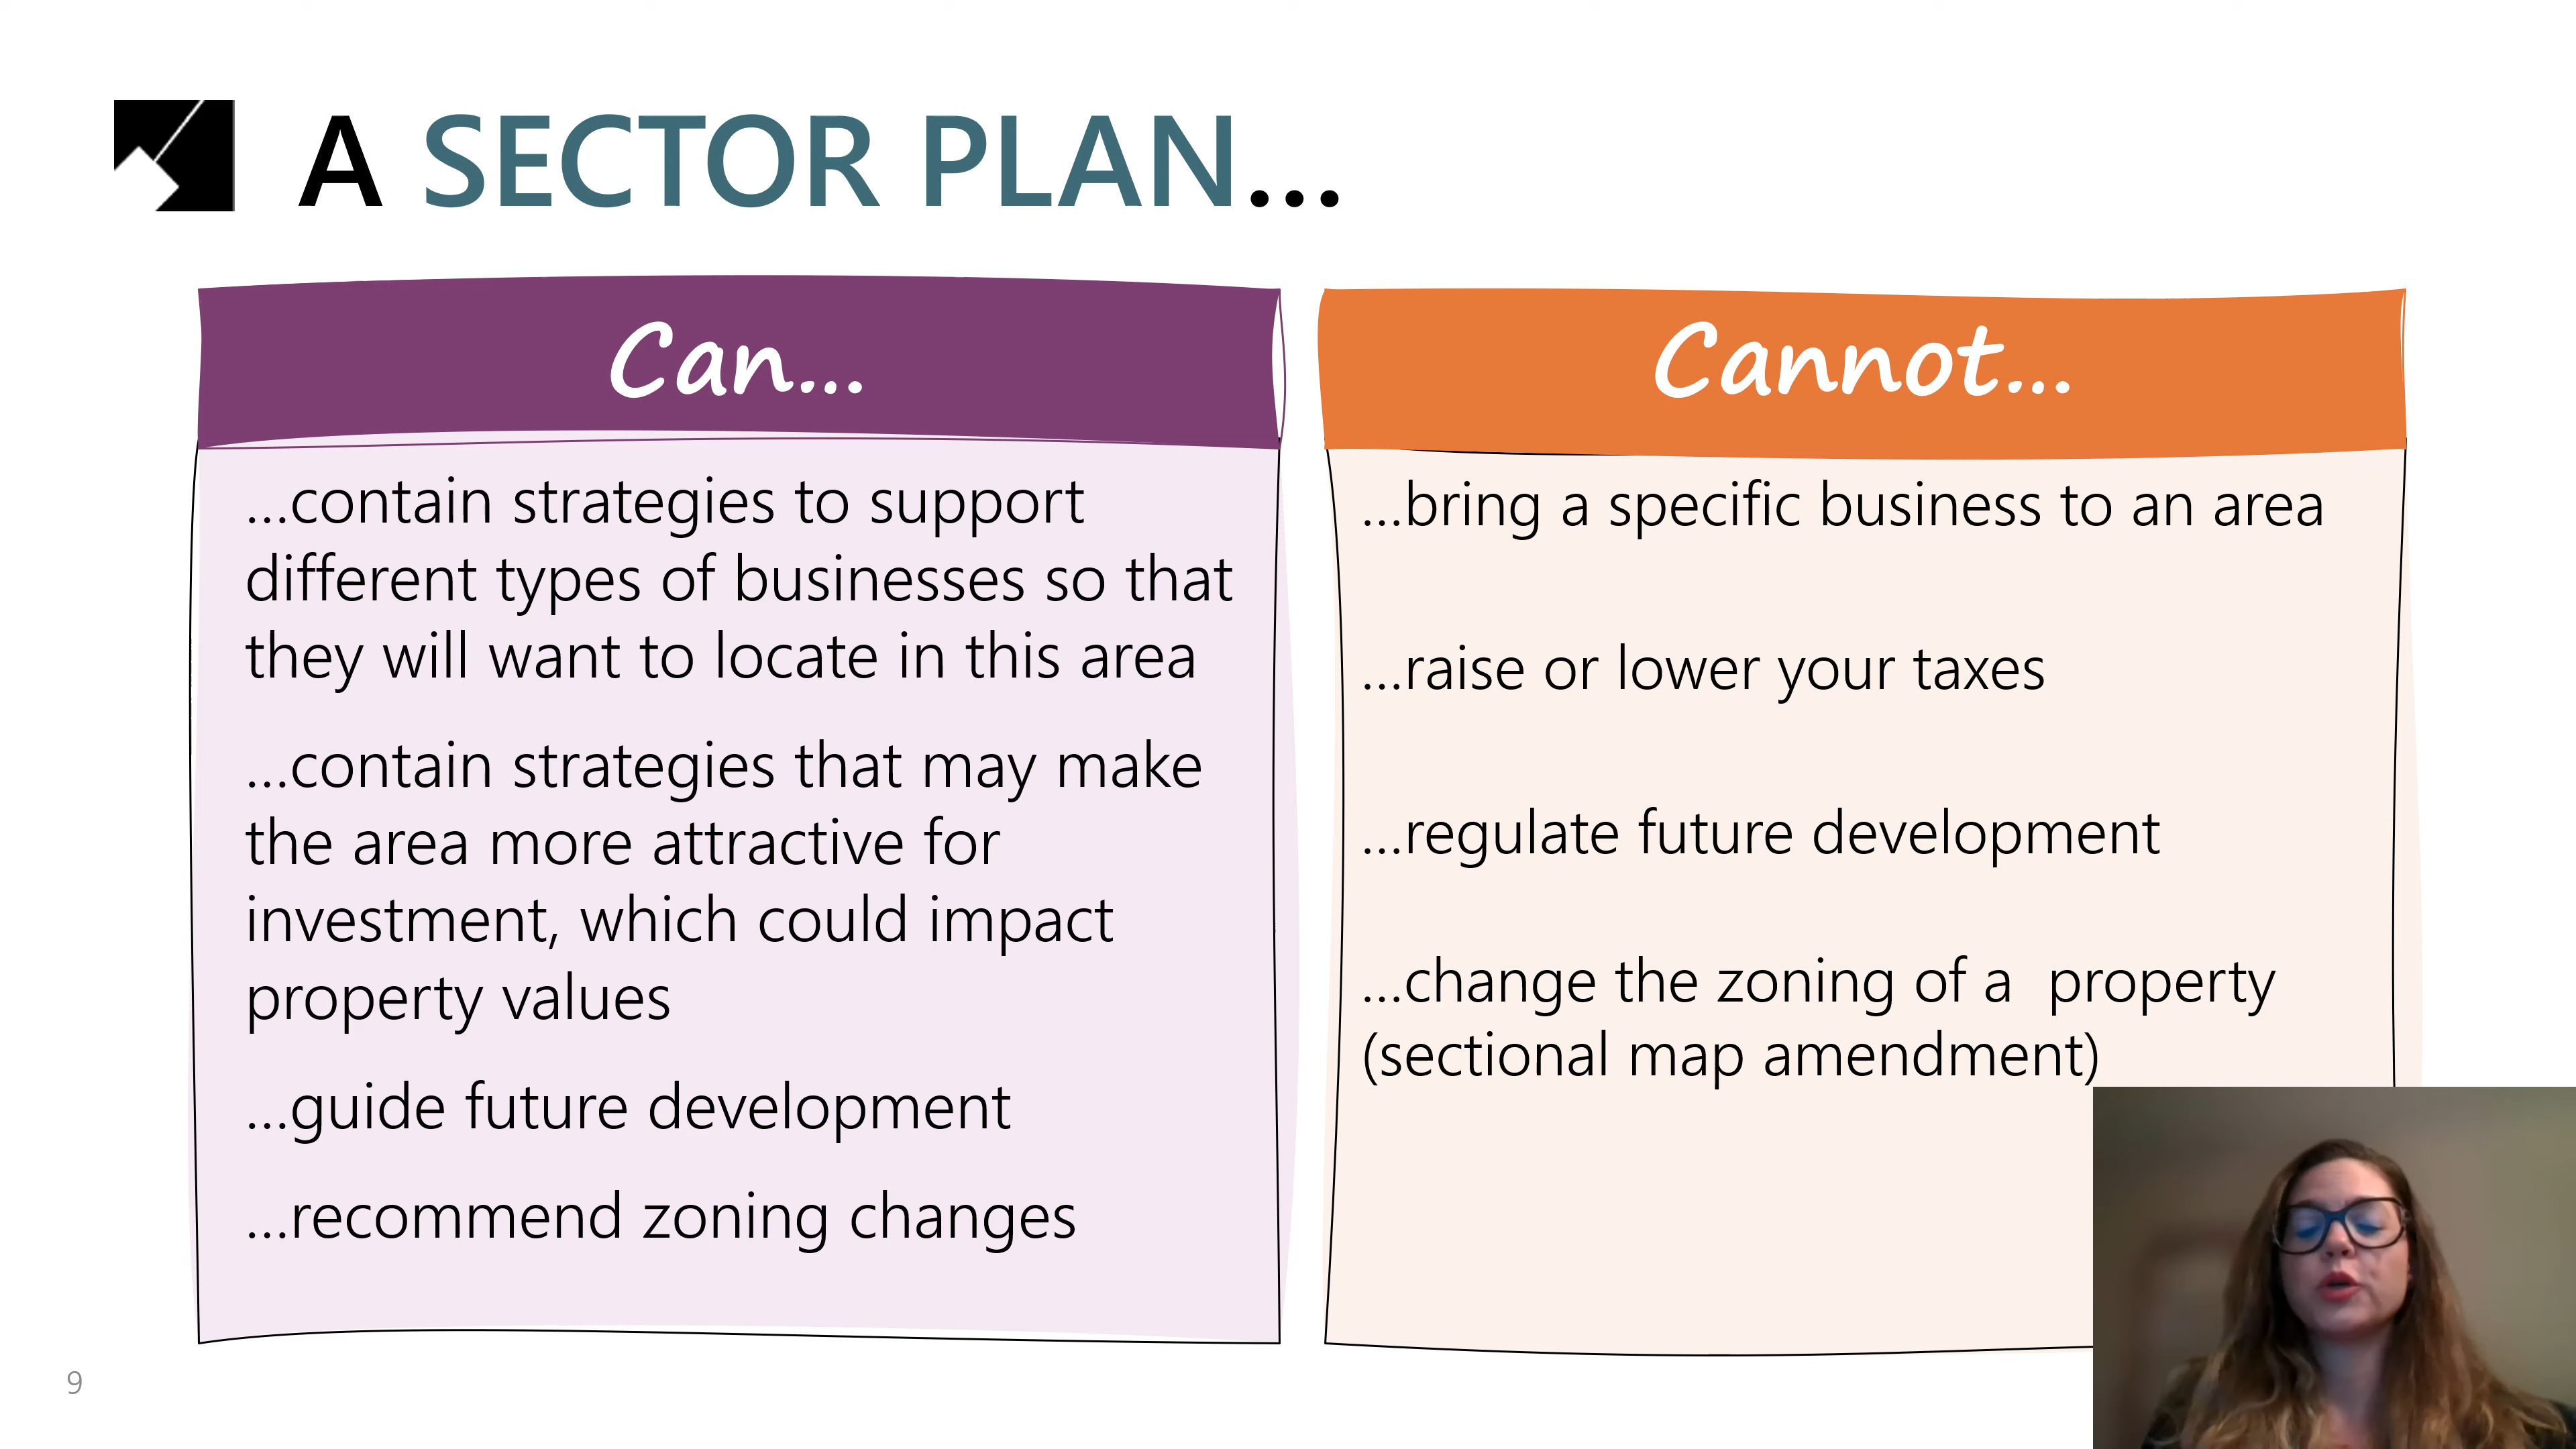 A SECTOR PLAN...
Can...
...contain strategies to support
different types of businesses so that
they will want to locate in this area
...contain strategies that may make
the area more attractive for
investment, which could impact
property values
...guide future development
...recommend zoning changes
Cannot...
...bring a specific business to an area
...raise or lower your taxes
...regulate future development
...change the zoning of a  property
(sectional map amendment)
9